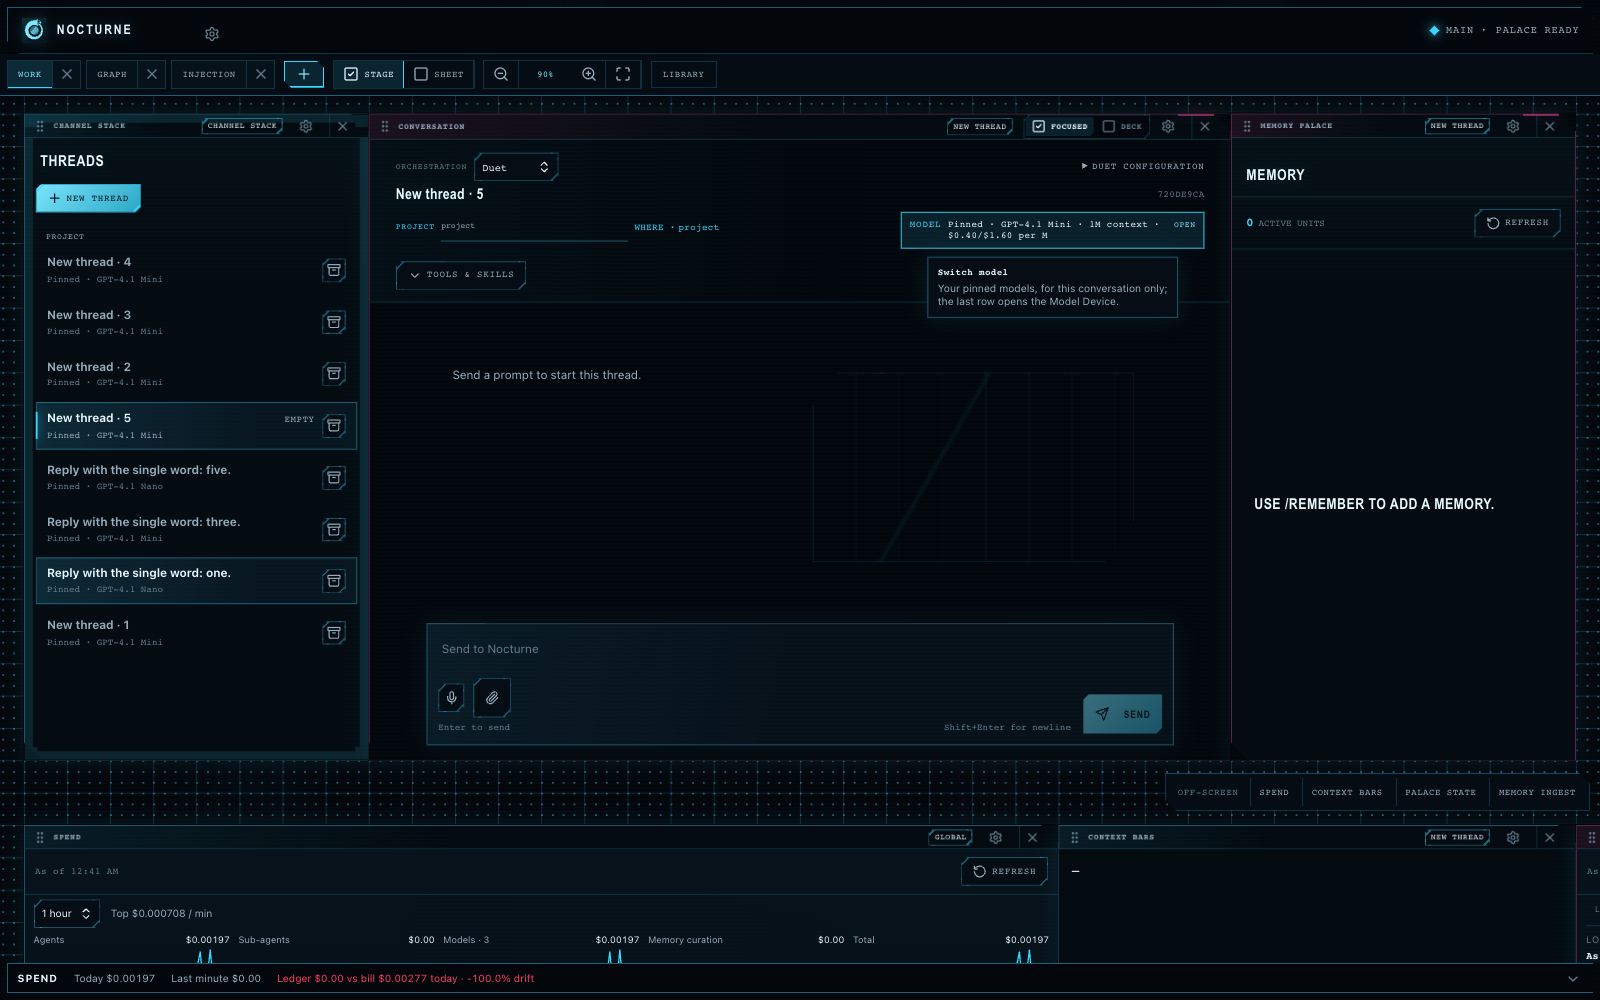 NOCTURNE
MAIN · PALACE READY
WORK
GRAPH
INJECTION
STAGE
SHEET
90%
LIBRARY
CHANNEL STACK
CHANNEL STACK
THREADS
NEW THREAD
PROJECT
New thread · 4
Pinned · GPT-4.1 Mini
New thread · 3
Pinned · GPT-4.1 Mini
New thread · 2
Pinned · GPT-4.1 Mini
New thread · 5
EMPTY
Pinned · GPT-4.1 Mini
Reply with the single word: five.
Pinned · GPT-4.1 Nano
Reply with the single word: three.
Pinned · GPT-4.1 Mini
Reply with the single word: one.
Pinned · GPT-4.1 Nano
New thread · 1
Pinned · GPT-4.1 Mini
CONVERSATION
NEW THREAD
FOCUSED
DECK
ORCHESTRATION
Duet
DUET CONFIGURATION
New thread · 5
720DE9CA
PROJECT
project
WHERE · project
MODEL
Pinned · GPT-4.1 Mini · 1M context ·
$0.40/$1.60 per M
OPEN
TOOLS & SKILLS
Switch model
Your pinned models, for this conversation only;
the last row opens the Model Device.
Send a prompt to start this thread.
Send to Nocturne
Enter to send
Shift+Enter for newline
SEND
MEMORY PALACE
NEW THREAD
MEMORY
0 ACTIVE UNITS
REFRESH
USE /REMEMBER TO ADD A MEMORY.
OFF-SCREEN
SPEND
CONTEXT BARS
PALACE STATE
MEMORY INGEST
SPEND
GLOBAL
As of 12:41 AM
REFRESH
1 hour
Top $0.000708 / min
Agents
$0.00197
Sub-agents
$0.00
Models · 3
$0.00197
Memory curation
$0.00
Total
$0.00197
CONTEXT BARS
NEW THREAD
—
As
L
LO
As
SPEND
Today $0.00197
Last minute $0.00
Ledger $0.00 vs bill $0.00277 today · -100.0% drift